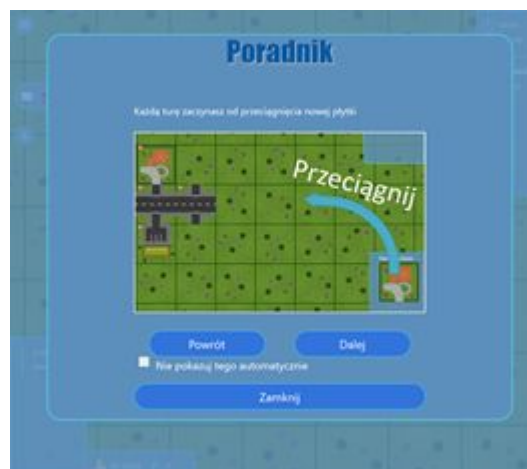 Poradnik
Każdą turę zaczynasz od przeciągnięcia nowej płytki
Przeciągnij
Powrót
Dalej
Nie pokazuj tego automatycznie
Zamknij